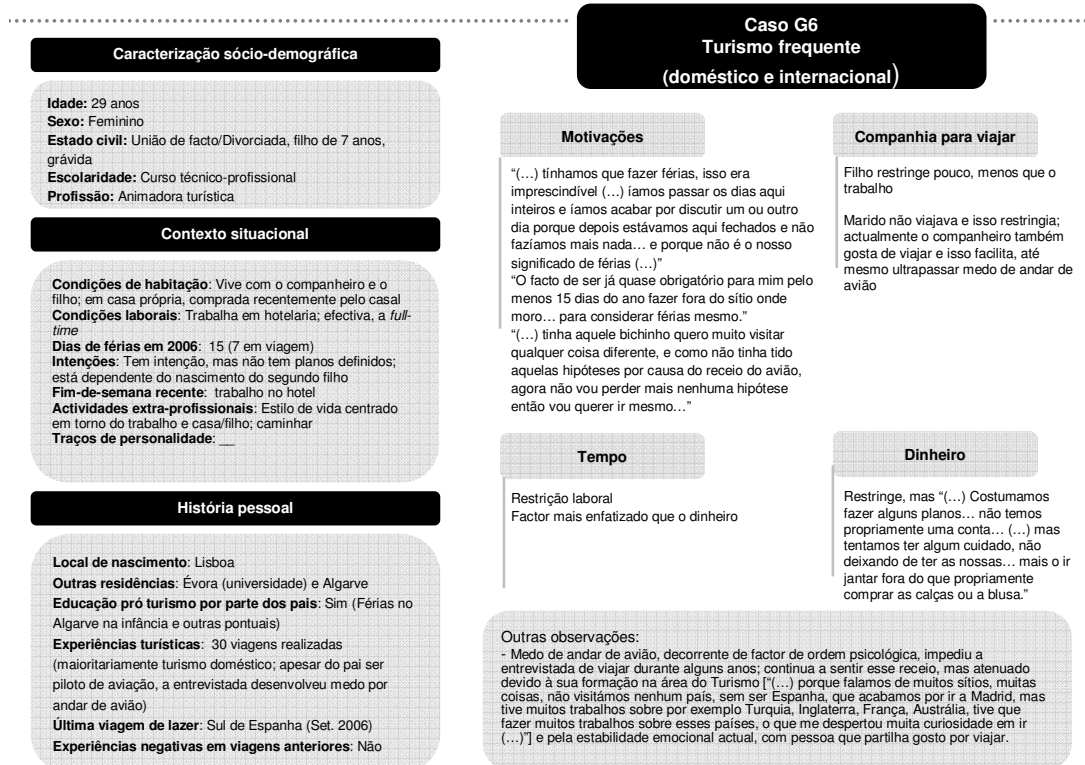 Caso G6
Turismo frequente
(doméstico e internacional)
Caracterização sócio-demográfica
Idade: 29 anos
Sexo: Feminino
Estado civil: União de facto/Divorciada, filho de 7 anos,
grávida
Escolaridade: Curso técnico-profissional
Profissão: Animadora turística
Contexto situacional
Condições de habitação: Vive com o companheiro e o
filho; em casa própria, comprada recentemente pelo casal
Condições laborais: Trabalha em hotelaria; efectiva, a full-
time
Dias de férias em 2006: 15 (7 em viagem)
Intenções: Tem intenção, mas não tem planos definidos;
está dependente do nascimento do segundo filho
Fim-de-semana recente: trabalho no hotel
Actividades extra-profissionais: Estilo de vida centrado
em torno do trabalho e casa/filho; caminhar
Traços de personalidade: __
História pessoal
Local de nascimento: Lisboa
Outras residências: Évora (universidade) e Algarve
Educação pró turismo por parte dos pais: Sim (Férias no
Algarve na infância e outras pontuais)
Experiências turísticas: 30 viagens realizadas
(maioritariamente turismo doméstico; apesar do pai ser
piloto de aviação, a entrevistada desenvolveu medo por
andar de avião)
Última viagem de lazer: Sul de Espanha (Set. 2006)
Experiências negativas em viagens anteriores: Não
Motivações
"(…) tínhamos que fazer férias, isso era
imprescindível (…) íamos passar os dias aqui
inteiros e íamos acabar por discutir um ou outro
dia porque depois estávamos aqui fechados e não
fazíamos mais nada… e porque não é o nosso
significado de férias (…)"
"O facto de ser já quase obrigatório para mim pelo
menos 15 dias do ano fazer fora do sítio onde
moro… para considerar férias mesmo."
"(…) tinha aquele bichinho quero muito visitar
qualquer coisa diferente, e como não tinha tido
aquelas hipóteses por causa do receio do avião,
agora não vou perder mais nenhuma hipótese
então vou querer ir mesmo…"
Companhia para viajar
Filho restringe pouco, menos que o
trabalho
Marido não viajava e isso restringia;
actualmente o companheiro também
gosta de viajar e isso facilita, até
mesmo ultrapassar medo de andar de
avião
Tempo
Restrição laboral
Factor mais enfatizado que o dinheiro
Dinheiro
Restringe, mas "(…) Costumamos
fazer alguns planos… não temos
propriamente uma conta… (…) mas
tentamos ter algum cuidado, não
deixando de ter as nossas… mais o ir
jantar fora do que propriamente
comprar as calças ou a blusa."
Outras observações:
- Medo de andar de avião, decorrente de factor de ordem psicológica, impediu a
entrevistada de viajar durante alguns anos; continua a sentir esse receio, mas atenuado
devido à sua formação na área do Turismo ["(…) porque falamos de muitos sítios, muitas
coisas, não visitámos nenhum país, sem ser Espanha, que acabamos por ir a Madrid, mas
tive muitos trabalhos sobre por exemplo Turquia, Inglaterra, França, Austrália, tive que
fazer muitos trabalhos sobre esses países, o que me despertou muita curiosidade em ir
(…)"] e pela estabilidade emocional actual, com pessoa que partilha gosto por viajar.